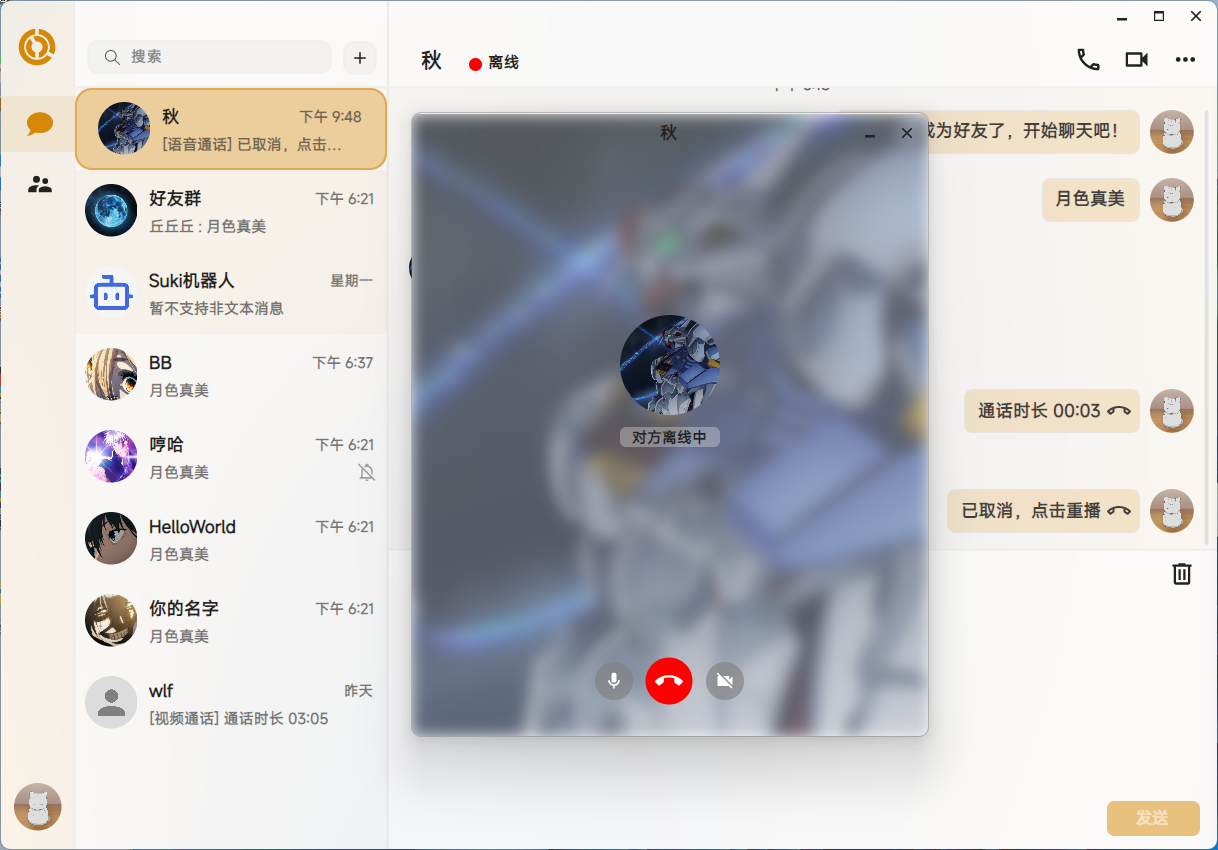 搜索
秋
下午 9:48
[语音通话] 已取消，点击…
好友群
下午 6:21
丘丘丘 : 月色真美
Suki机器人
星期一
暂不支持非文本消息
BB
下午 6:37
月色真美
哼哈
下午 6:21
月色真美
HelloWorld
下午 6:21
月色真美
你的名字
下午 6:21
月色真美
wlf
昨天
[视频通话] 通话时长 03:05
秋
离线
为好友了，开始聊天吧！
月色真美
通话时长 00:03
已取消，点击重播
秋
对方离线中
发送